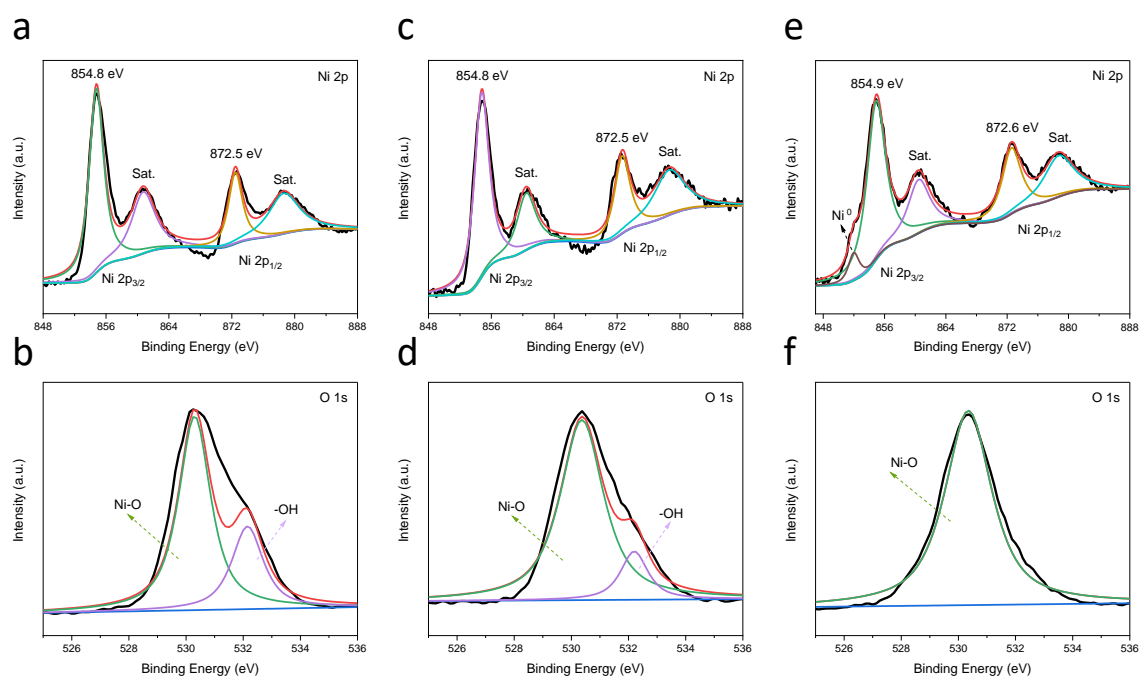 a
Ni 2p
854.8 eV
Sat.
872.5 eV
Sat.
Ni 2p3/2
Ni 2p1/2
Intensity (a.u.)
848 856 864 872 880 888
Binding Energy (eV)
c
Ni 2p
854.8 eV
Sat.
872.5 eV
Sat.
Ni 2p3/2
Ni 2p1/2
Intensity (a.u.)
848 856 864 872 880 888
Binding Energy (eV)
e
Ni 2p
854.9 eV
Sat.
872.6 eV
Sat.
Ni0
Ni 2p3/2
Ni 2p1/2
Intensity (a.u.)
848 856 864 872 880 888
Binding Energy (eV)
b
O 1s
Ni-O
-OH
Intensity (a.u.)
526 528 530 532 534 536
Binding Energy (eV)
d
O 1s
Ni-O
-OH
Intensity (a.u.)
526 528 530 532 534 536
Binding Energy (eV)
f
O 1s
Ni-O
Intensity (a.u.)
526 528 530 532 534 536
Binding Energy (eV)